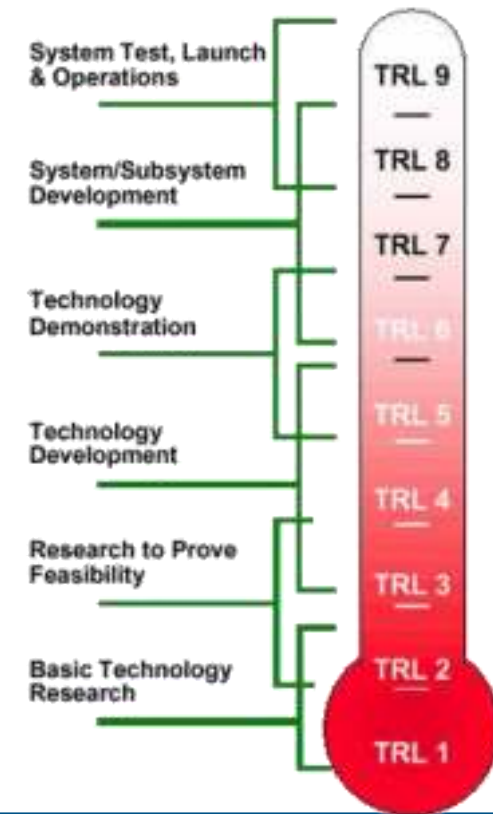 System Test, Launch
& Operations
System/Subsystem
Development
Technology
Demonstration
Technology
Development
Research to Prove
Feasibility
Basic Technology
Research
TRL 9
TRL 8
TRL 7
TRL 6
TRL 5
TRL 4
TRL 3
TRL 2
TRL 1